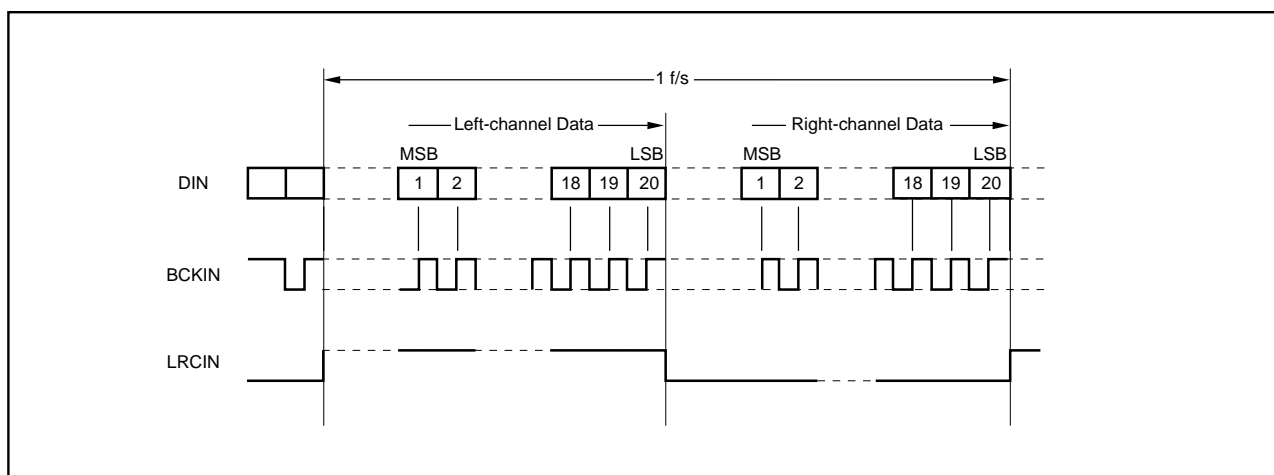 1 f/s
Left-channel Data Right-channel Data
MSB LSB MSB LSB
DIN 1 2 18 19 20 1 2 18 19 20
BCKIN
LRCIN